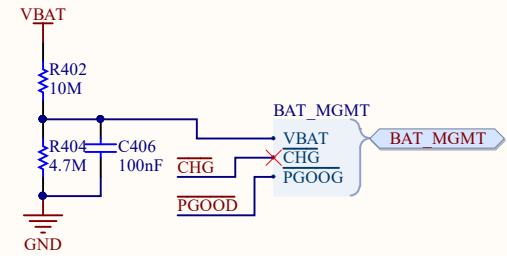 VBAT
R402
10M
BAT_MGMT
R404
C406
VBAT
BAT_MGMT
4.7M
100nF
CHG
CHG
PGOOG
PGOOD
GND